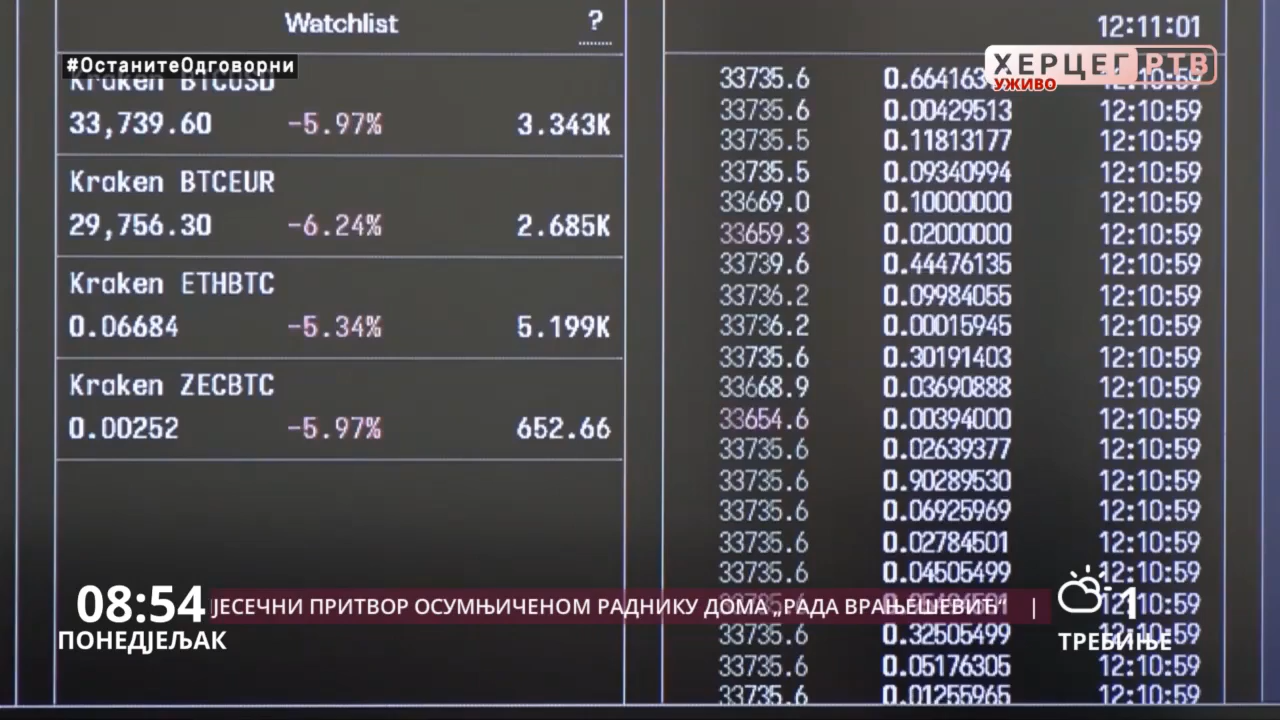 Watchlist ?
#ОстанитеОдговорни
Kraken BTCUSD
33,739.60 -5.97% 3.343K
Kraken BTCEUR
29,756.30 -6.24% 2.685K
Kraken ETHBTC
0.06684 -5.34% 5.199K
Kraken ZECBTC
0.00252 -5.97% 652.66
12:11:01
ХЕРЦЕГ РТВ
УЖИВО
33735.6
33735.6 0.00429513 12:10:59
33735.5 0.11813177 12:10:59
33735.5 0.09340994 12:10:59
33669.0 0.10000000 12:10:59
33659.3 0.02000000 12:10:59
33739.6 0.44476135 12:10:59
33736.2 0.09984055 12:10:59
33736.2 0.00015945 12:10:59
33735.6 0.30191403 12:10:59
33668.9 0.03690888 12:10:59
33654.6 0.00394000 12:10:59
33735.6 0.02639377 12:10:59
33735.6 0.90289530 12:10:59
33735.6 0.06925969 12:10:59
33735.6 0.02784501 12:10:59
33735.6 0.04505499 12:10:59
33735.6 0.32505499 12:10:59
33735.6 0.05176305 12:10:59
33735.6 0.01255965 12:10:59
08:54
ПОНЕДЈЕЉАК
ЈЕСЕЧНИ ПРИТВОР ОСУМЊИЧЕНОМ РАДНИКУ ДОМА „РАДА ВРАЊЕШЕВИЋ“ |
1
ТРЕБИЊЕ